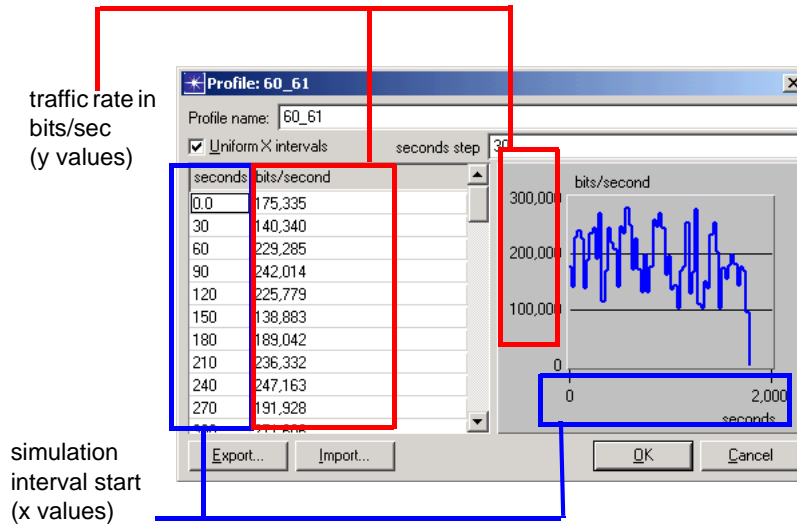 traffic rate in
bits/sec
(y values)
Profile: 60_61
Profile name: 60_61
Uniform X intervals seconds step 30
seconds bits/second
0.0 175,335
30 140,340
60 229,285
90 242,014
120 225,779
150 138,883
180 189,042
210 236,332
240 247,163
270 191,928
bits/second
300,000
200,000
100,000
0
0 2,000
seconds
Export... Import... OK Cancel
simulation
interval start
(x values)